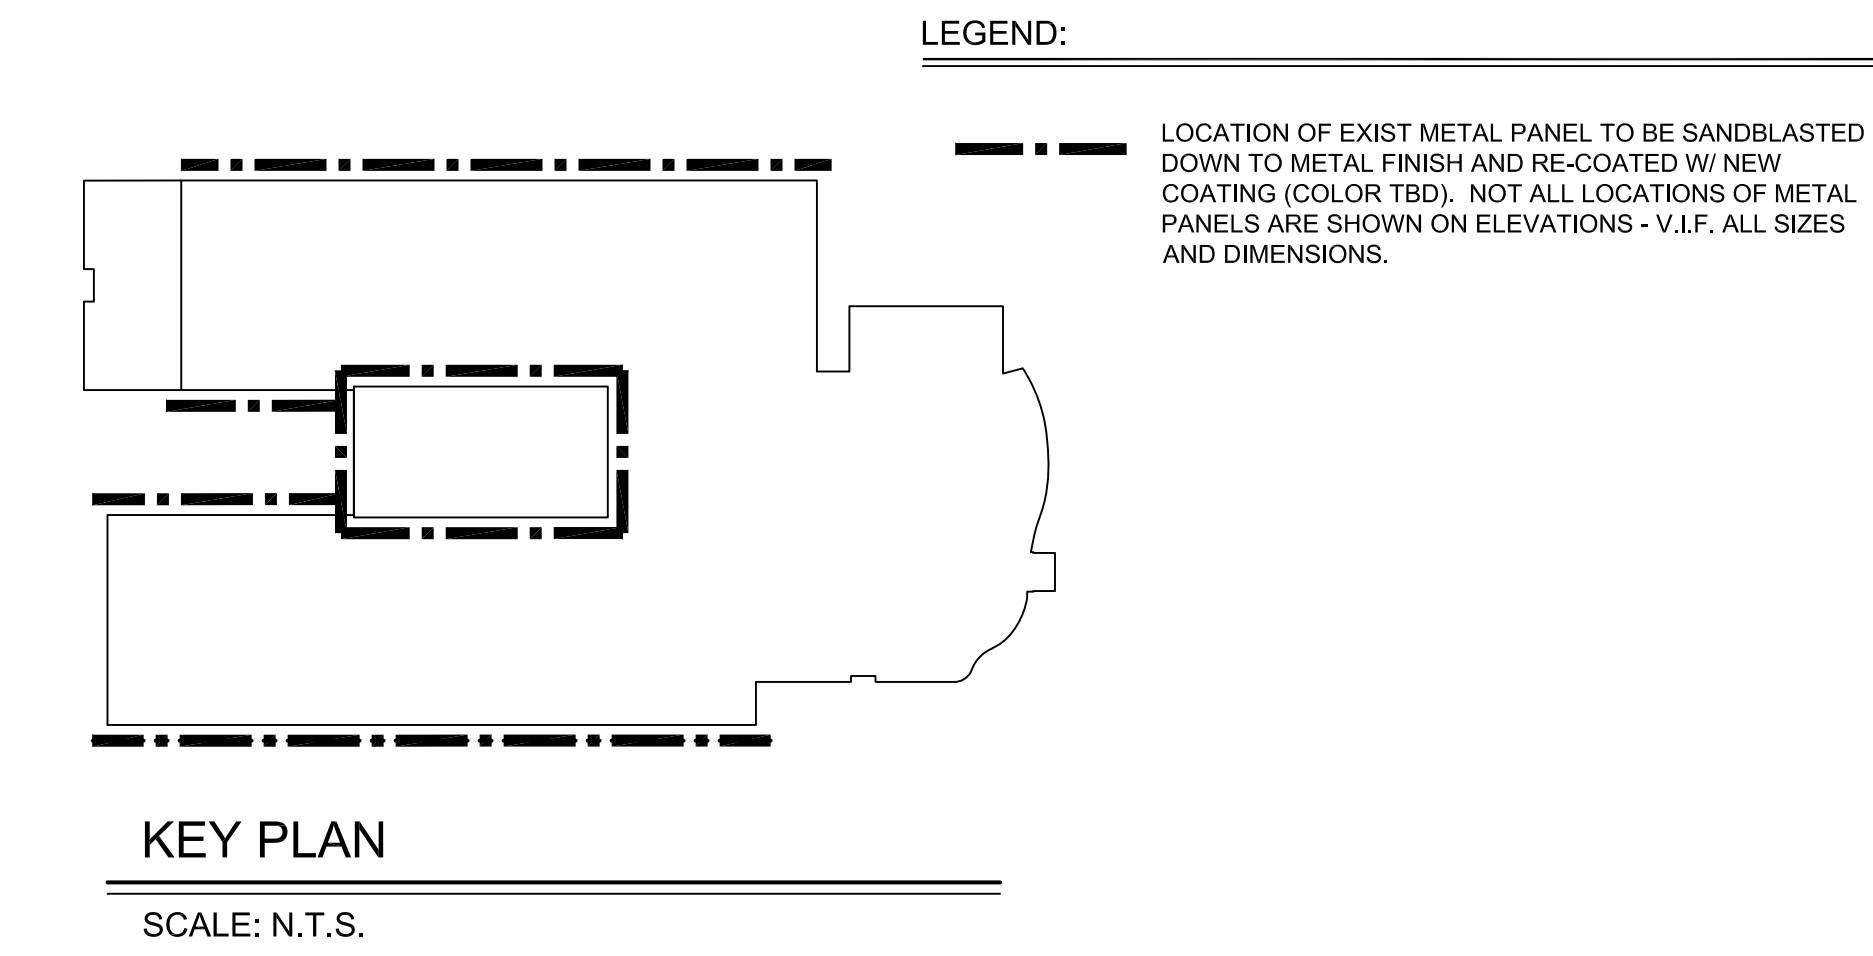 LEGEND:
LOCATION OF EXIST METAL PANEL TO BE SANDBLASTED
DOWN TO METAL FINISH AND RE-COATED W/ NEW
COATING (COLOR TBD).  NOT ALL LOCATIONS OF METAL
PANELS ARE SHOWN ON ELEVATIONS - V.I.F. ALL SIZES
AND DIMENSIONS.
KEY PLAN
SCALE: N.T.S.